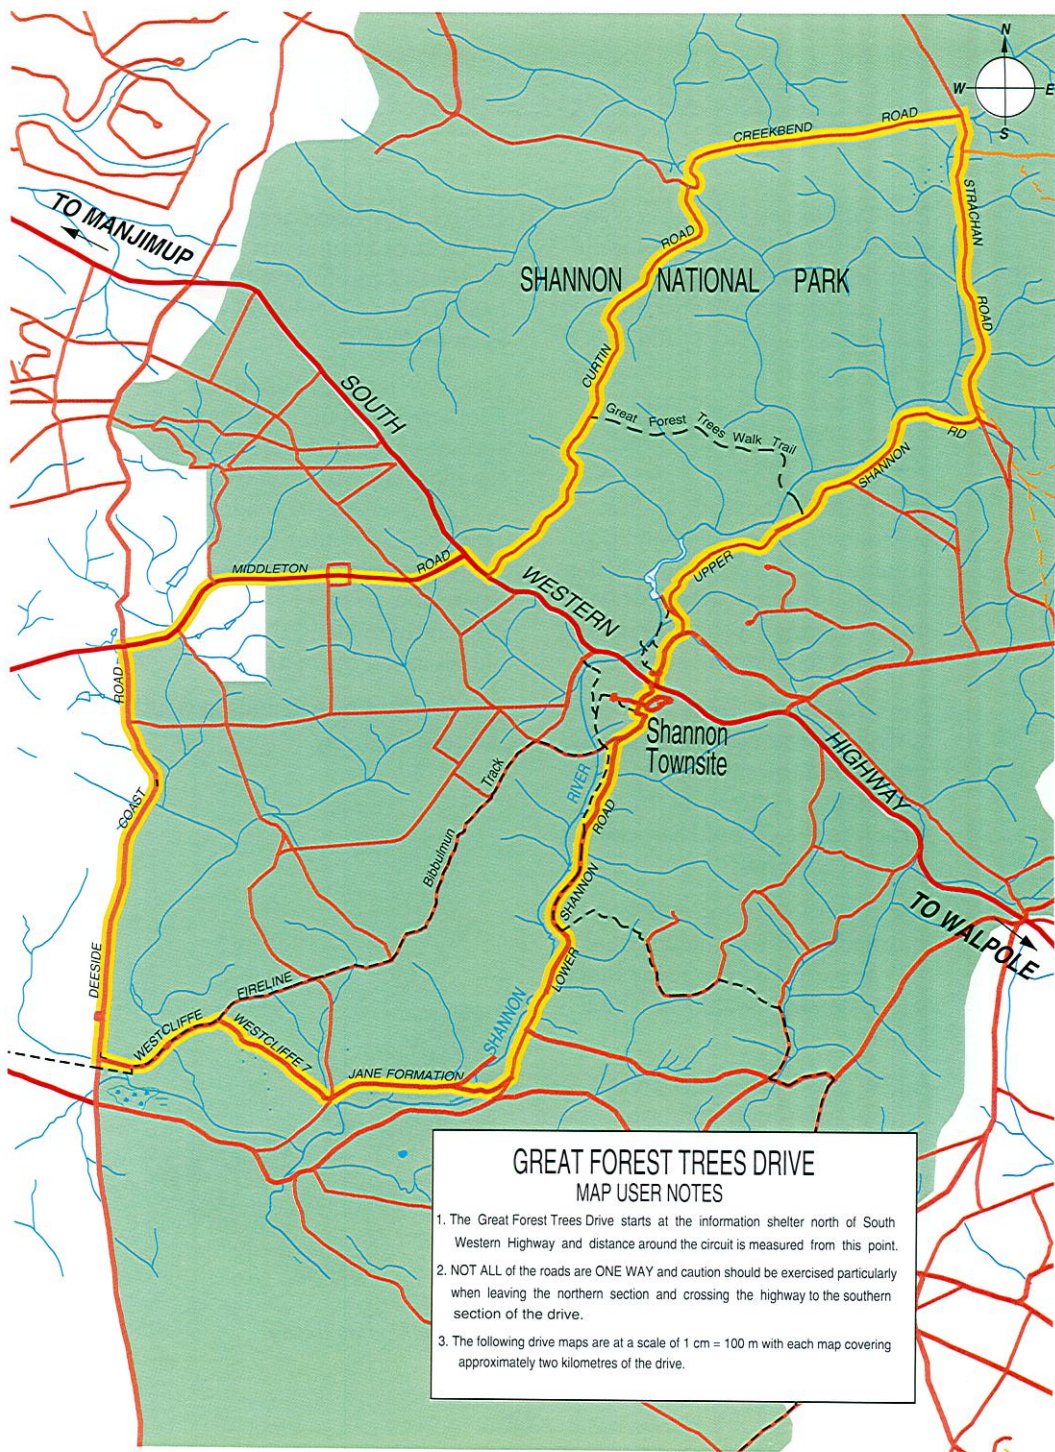 N
W
E
S
CREEKBEND ROAD
STRACHAN ROAD
TO MANJIMUP
ROAD
SHANNON NATIONAL PARK
CURTIN
SOUTH
Great Forest Trees Walk Trail
RD
SHANNON
UPPER
MIDDLETON ROAD
WESTERN
ROAD
Shannon
Townsite
HIGHWAY
RIVER
Track
COAST
ROAD
Bibbulmun
SHANNON
TO WALPOLE
DEESIDE
FIRELINE
LOWER
WESTCLIFFE
WESTCLIFFE 7
SHANNON
JANE FORMATION
GREAT FOREST TREES DRIVE
MAP USER NOTES
1. The Great Forest Trees Drive starts at the information shelter north of South
Western Highway and distance around the circuit is measured from this point.
2. NOT ALL of the roads are ONE WAY and caution should be exercised particularly
when leaving the northern section and crossing the highway to the southern
section of the drive.
3. The following drive maps are at a scale of 1 cm = 100 m with each map covering
approximately two kilometres of the drive.